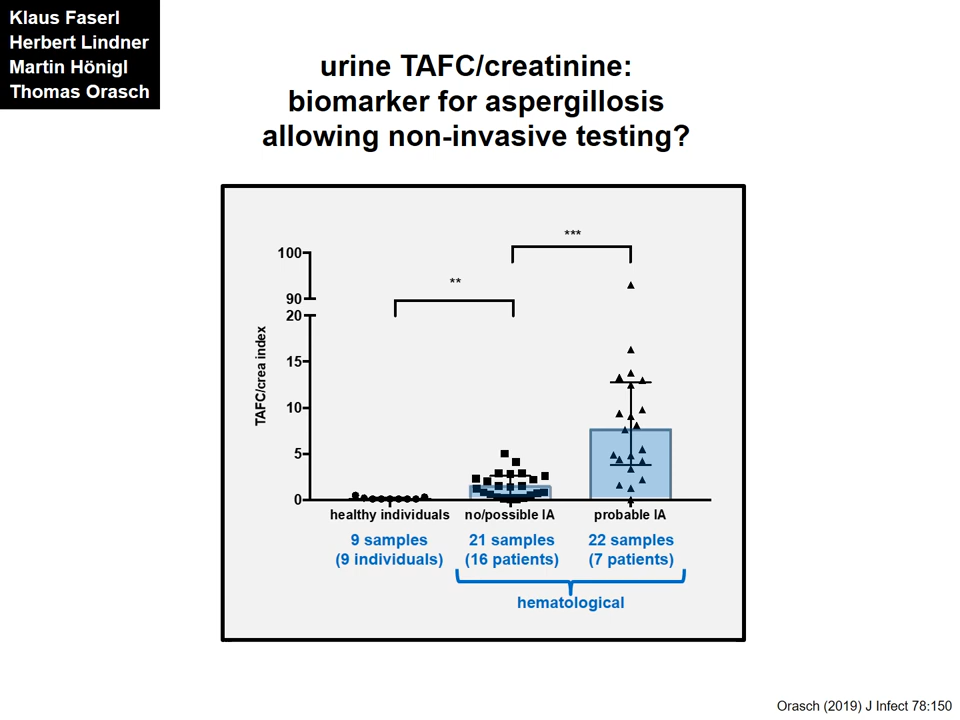 Klaus Faserl
Herbert Lindner
Martin Hönigl
Thomas Orasch
urine TAFC/creatinine:
biomarker for aspergillosis
allowing non-invasive testing?
***
**
100
90
20
15
10
5
0
TAFC/crea index
healthy individuals
no/possible IA
probable IA
9 samples
(9 individuals)
21 samples
(16 patients)
22 samples
(7 patients)
hematological
Orasch (2019) J Infect 78:150